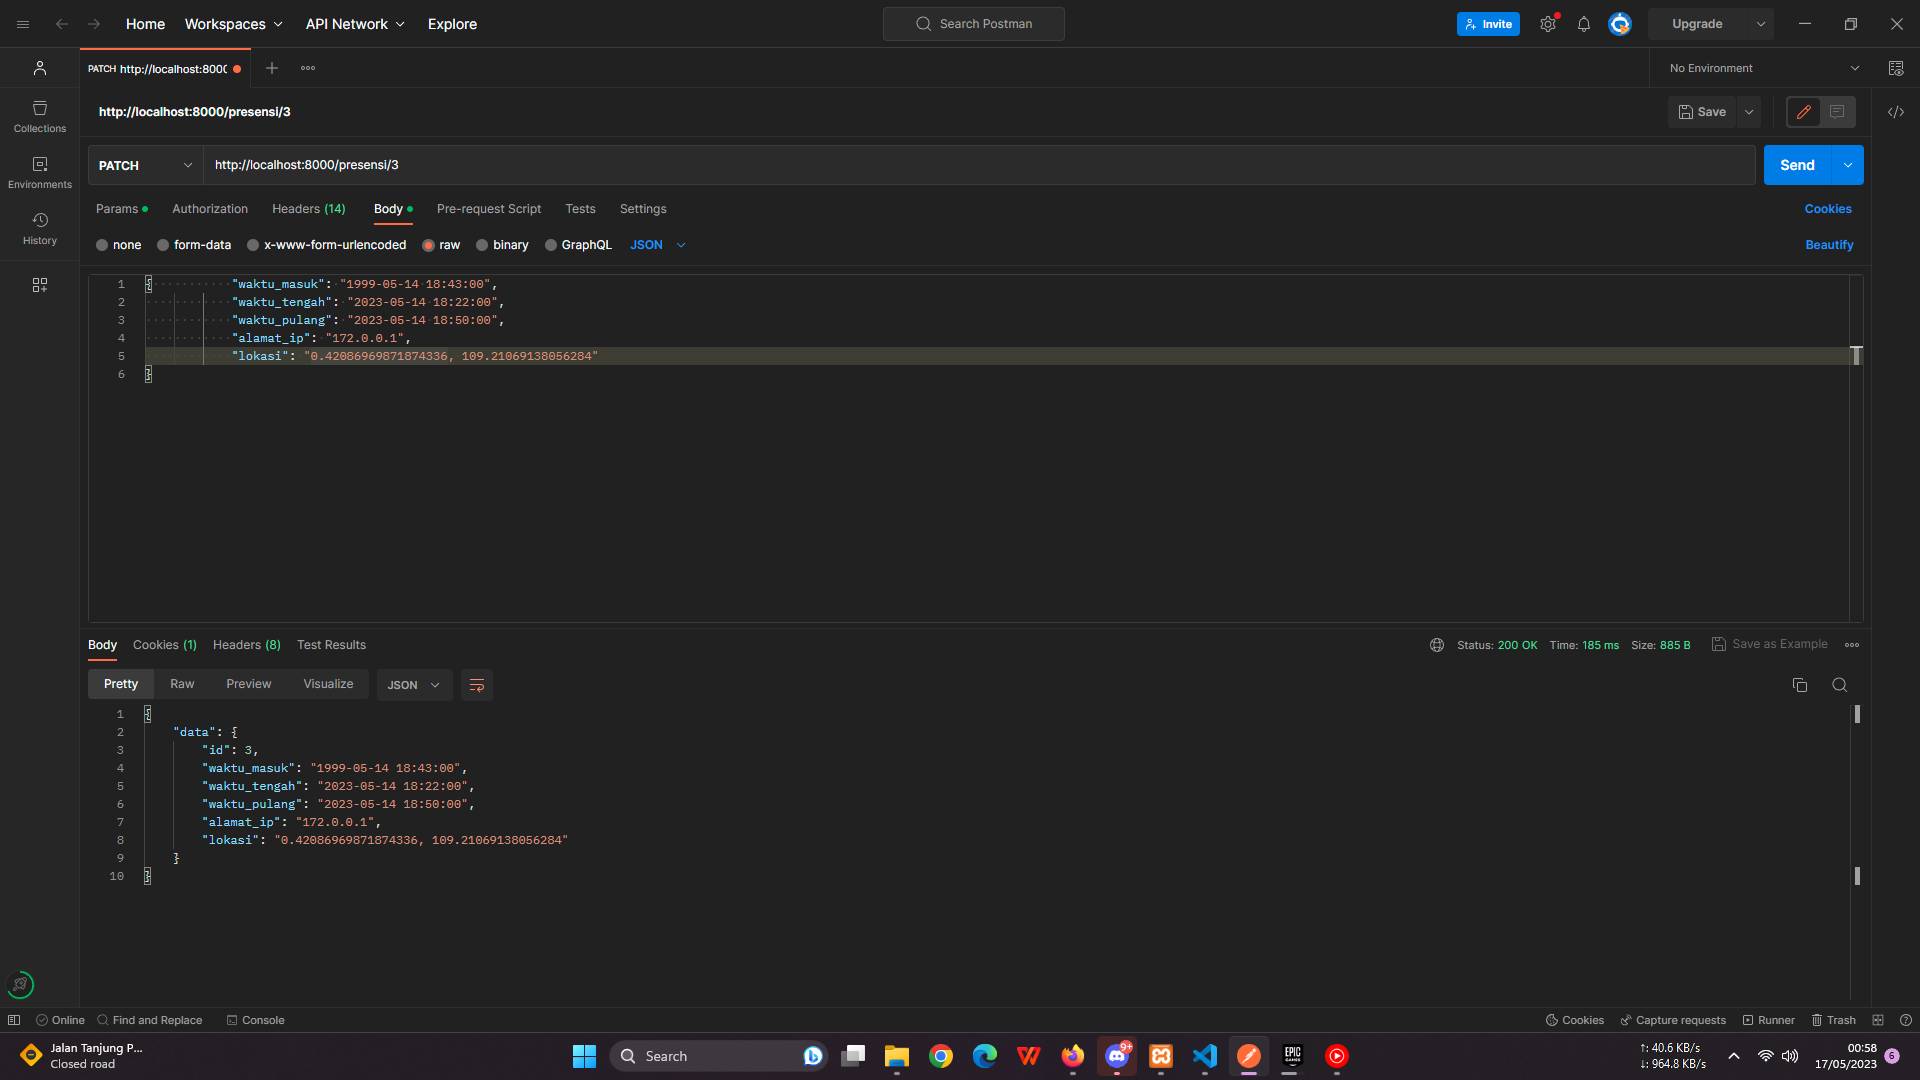 Home
Workspaces
API Network
Explore
Search Postman
Invite
Upgrade
PATCH http://localhost:8000
No Environment
http://localhost:8000/presensi/3
Save
Collections
Environments
History
PATCH
http://localhost:8000/presensi/3
Send
Params
Authorization
Headers (14)
Body
Pre-request Script
Tests
Settings
Cookies
none
form-data
x-www-form-urlencoded
raw
binary
GraphQL
JSON
Beautify
1 { "waktu_masuk": "1999-05-14 18:43:00",
2 "waktu_tengah": "2023-05-14 18:22:00",
3 "waktu_pulang": "2023-05-14 18:50:00",
4 "alamat_ip": "172.0.0.1",
5 "lokasi": "0.42086969871874336, 109.21069138056284"
6 }
Body
Cookies (1)
Headers (8)
Test Results
Status: 200 OK
Time: 185 ms
Size: 885 B
Save as Example
Pretty
Raw
Preview
Visualize
JSON
1 {
2 "data": {
3 "id": 3,
4 "waktu_masuk": "1999-05-14 18:43:00",
5 "waktu_tengah": "2023-05-14 18:22:00",
6 "waktu_pulang": "2023-05-14 18:50:00",
7 "alamat_ip": "172.0.0.1",
8 "lokasi": "0.42086969871874336, 109.21069138056284"
9 }
10 }
Online
Find and Replace
Console
Cookies
Capture requests
Runner
Trash
Jalan Tanjung P...
Closed road
Search
9+
EPIC
GAMES
↑: 40.6 KB/s
↓: 964.8 KB/s
00:58
17/05/2023
6